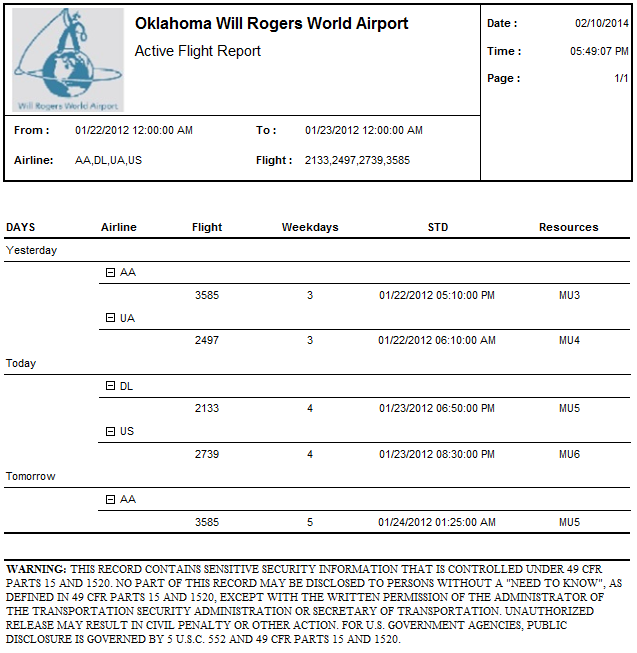 Oklahoma Will Rogers World Airport
Active Flight Report
Will Rogers World Airport
Date : 02/10/2014
Time : 05:49:07 PM
Page : 1/1
From : 01/22/2012 12:00:00 AM To : 01/23/2012 12:00:00 AM
Airline: AA,DL,UA,US Flight : 2133,2497,2739,3585
DAYS Airline Flight Weekdays STD Resources
Yesterday
AA
3585 3 01/22/2012 05:10:00 PM MU3
UA
2497 3 01/22/2012 06:10:00 AM MU4
Today
DL
2133 4 01/23/2012 06:50:00 PM MU5
US
2739 4 01/23/2012 08:30:00 PM MU6
Tomorrow
AA
3585 5 01/24/2012 01:25:00 AM MU5
WARNING: THIS RECORD CONTAINS SENSITIVE SECURITY INFORMATION THAT IS CONTROLLED UNDER 49 CFR
PARTS 15 AND 1520. NO PART OF THIS RECORD MAY BE DISCLOSED TO PERSONS WITHOUT A "NEED TO KNOW", AS
DEFINED IN 49 CFR PARTS 15 AND 1520, EXCEPT WITH THE WRITTEN PERMISSION OF THE ADMINISTRATOR OF
THE TRANSPORTATION SECURITY ADMINISTRATION OR SECRETARY OF TRANSPORTATION. UNAUTHORIZED
RELEASE MAY RESULT IN CIVIL PENALTY OR OTHER ACTION. FOR U.S. GOVERNMENT AGENCIES, PUBLIC
DISCLOSURE IS GOVERNED BY 5 U.S.C. 552 AND 49 CFR PARTS 15 AND 1520.